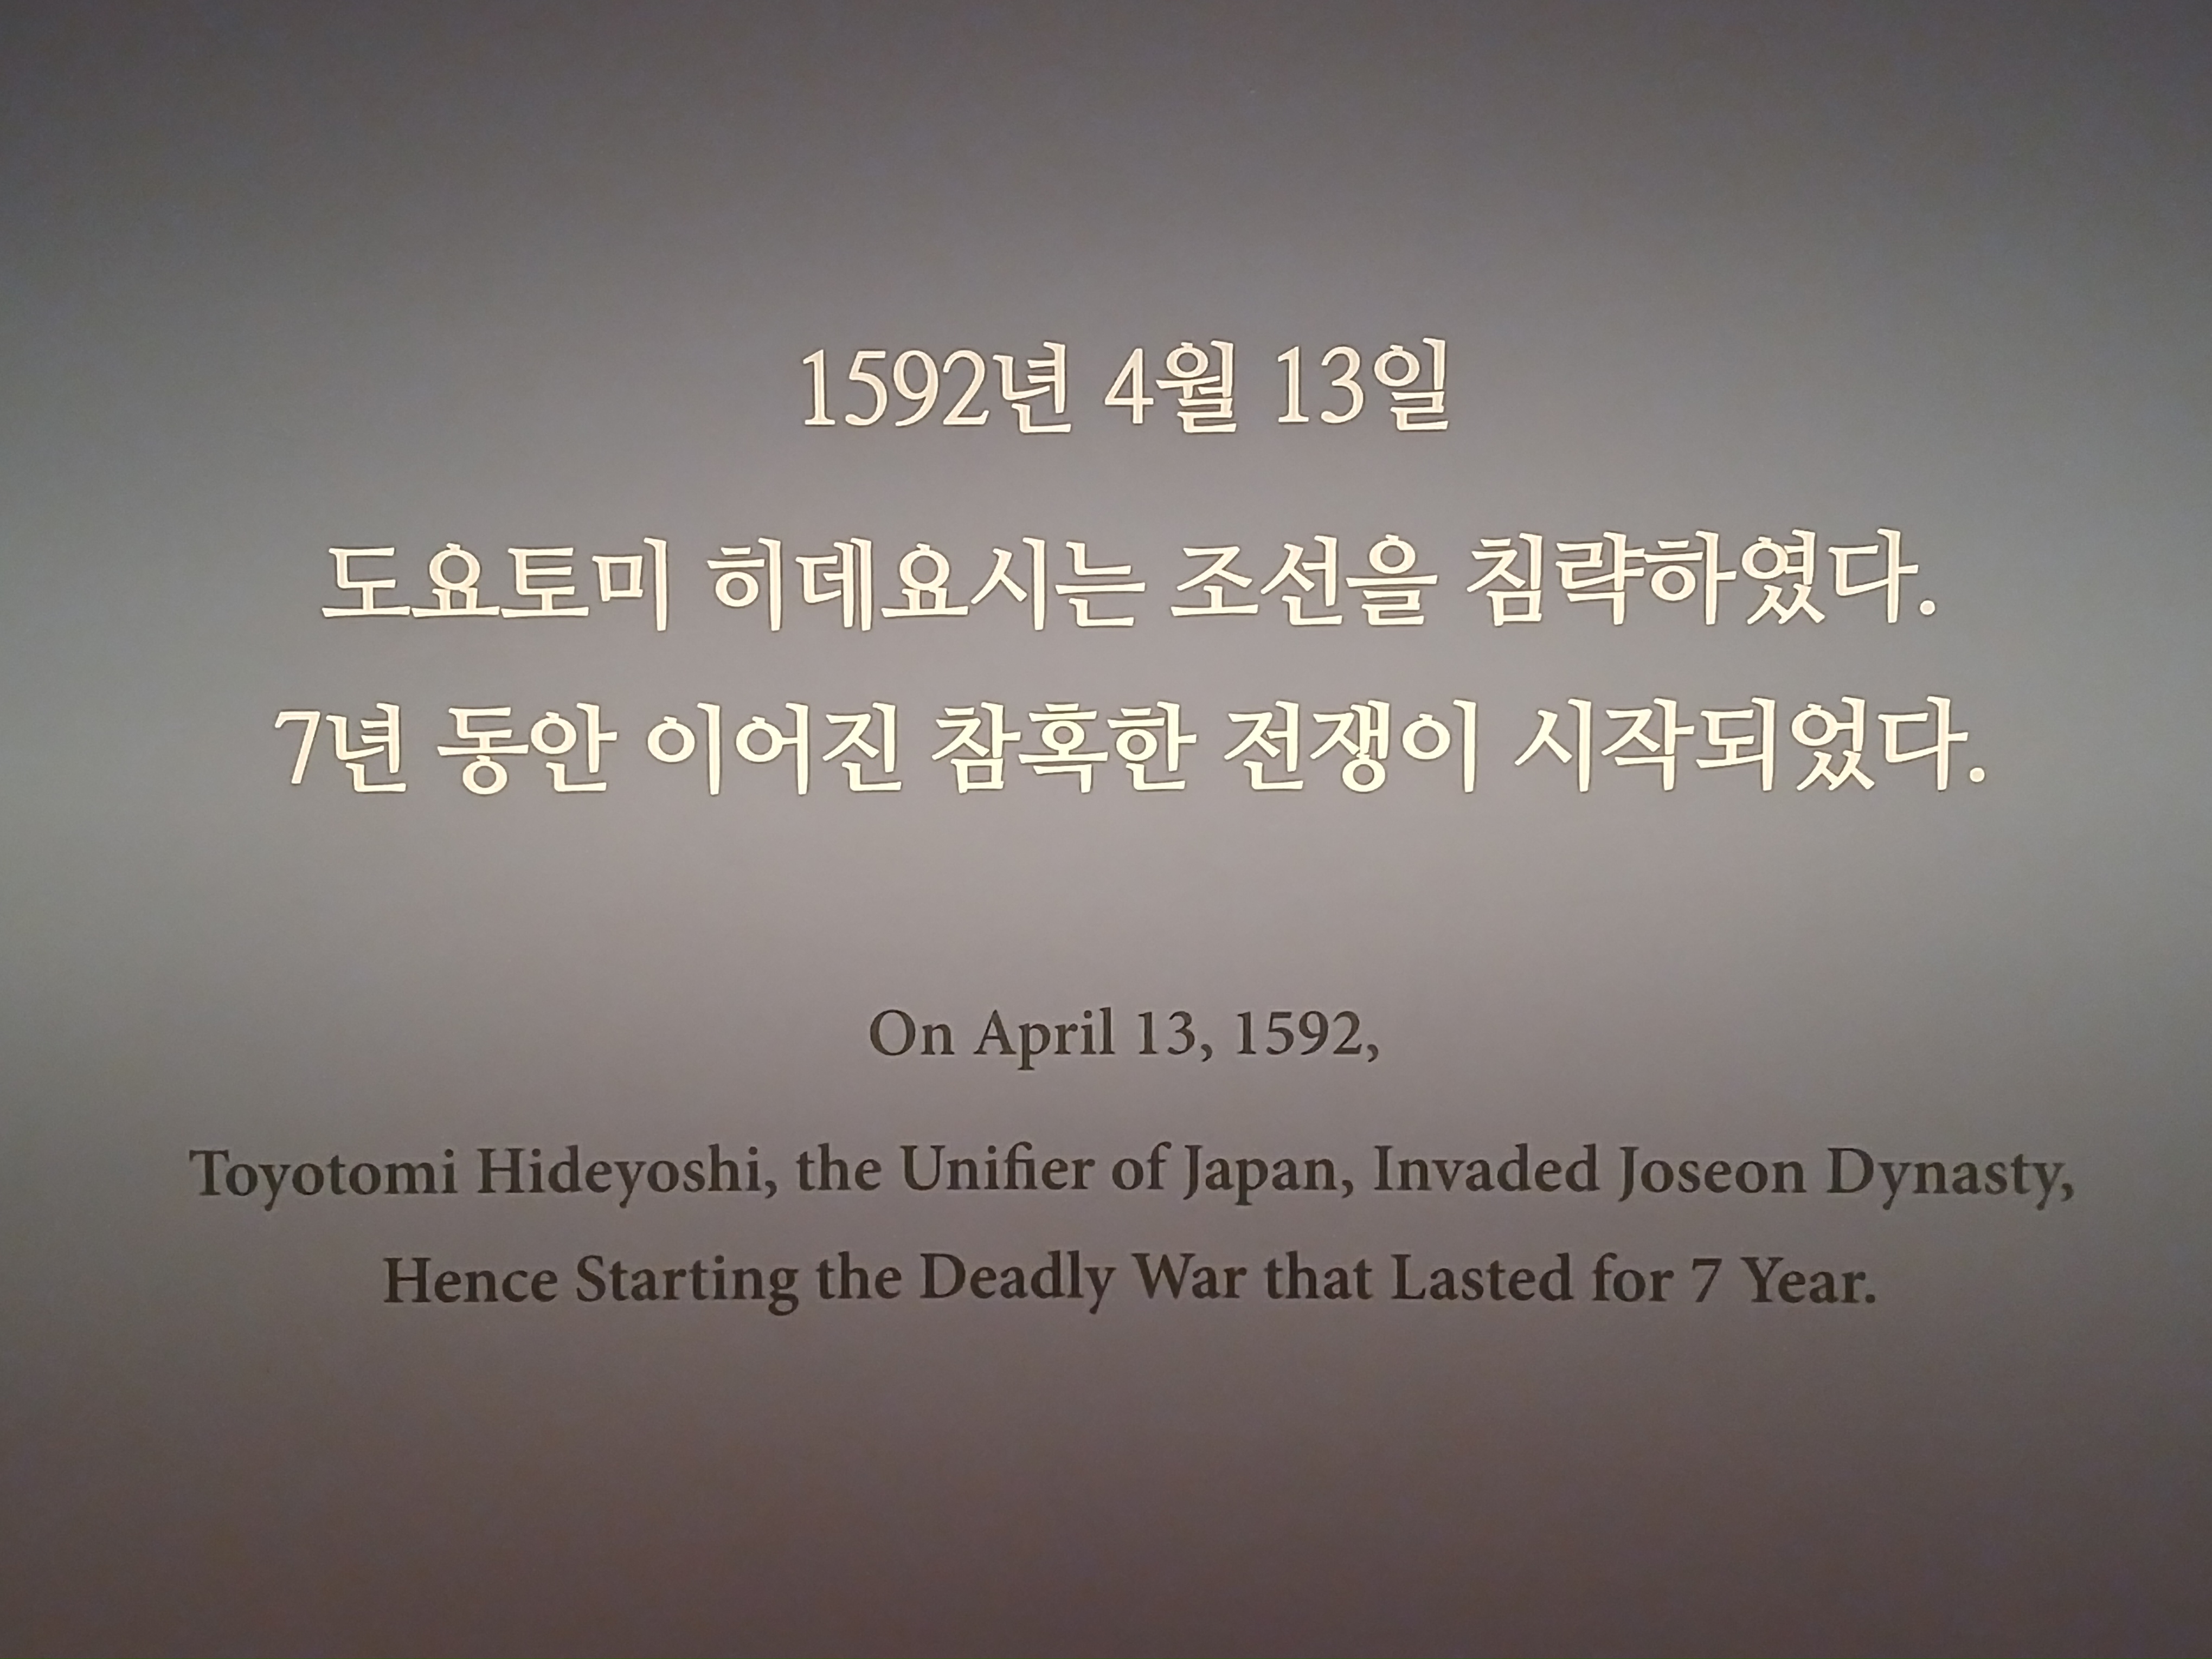 1592년 4월 13일
도요토미 히데요시는 조선을 침략하였다.
7년 동안 이어진 참혹한 전쟁이 시작되었다.
On April 13, 1592,
Toyotomi Hideyoshi, the Unifier of Japan, Invaded Joseon Dynasty,
Hence Starting the Deadly War that Lasted for 7 Year.